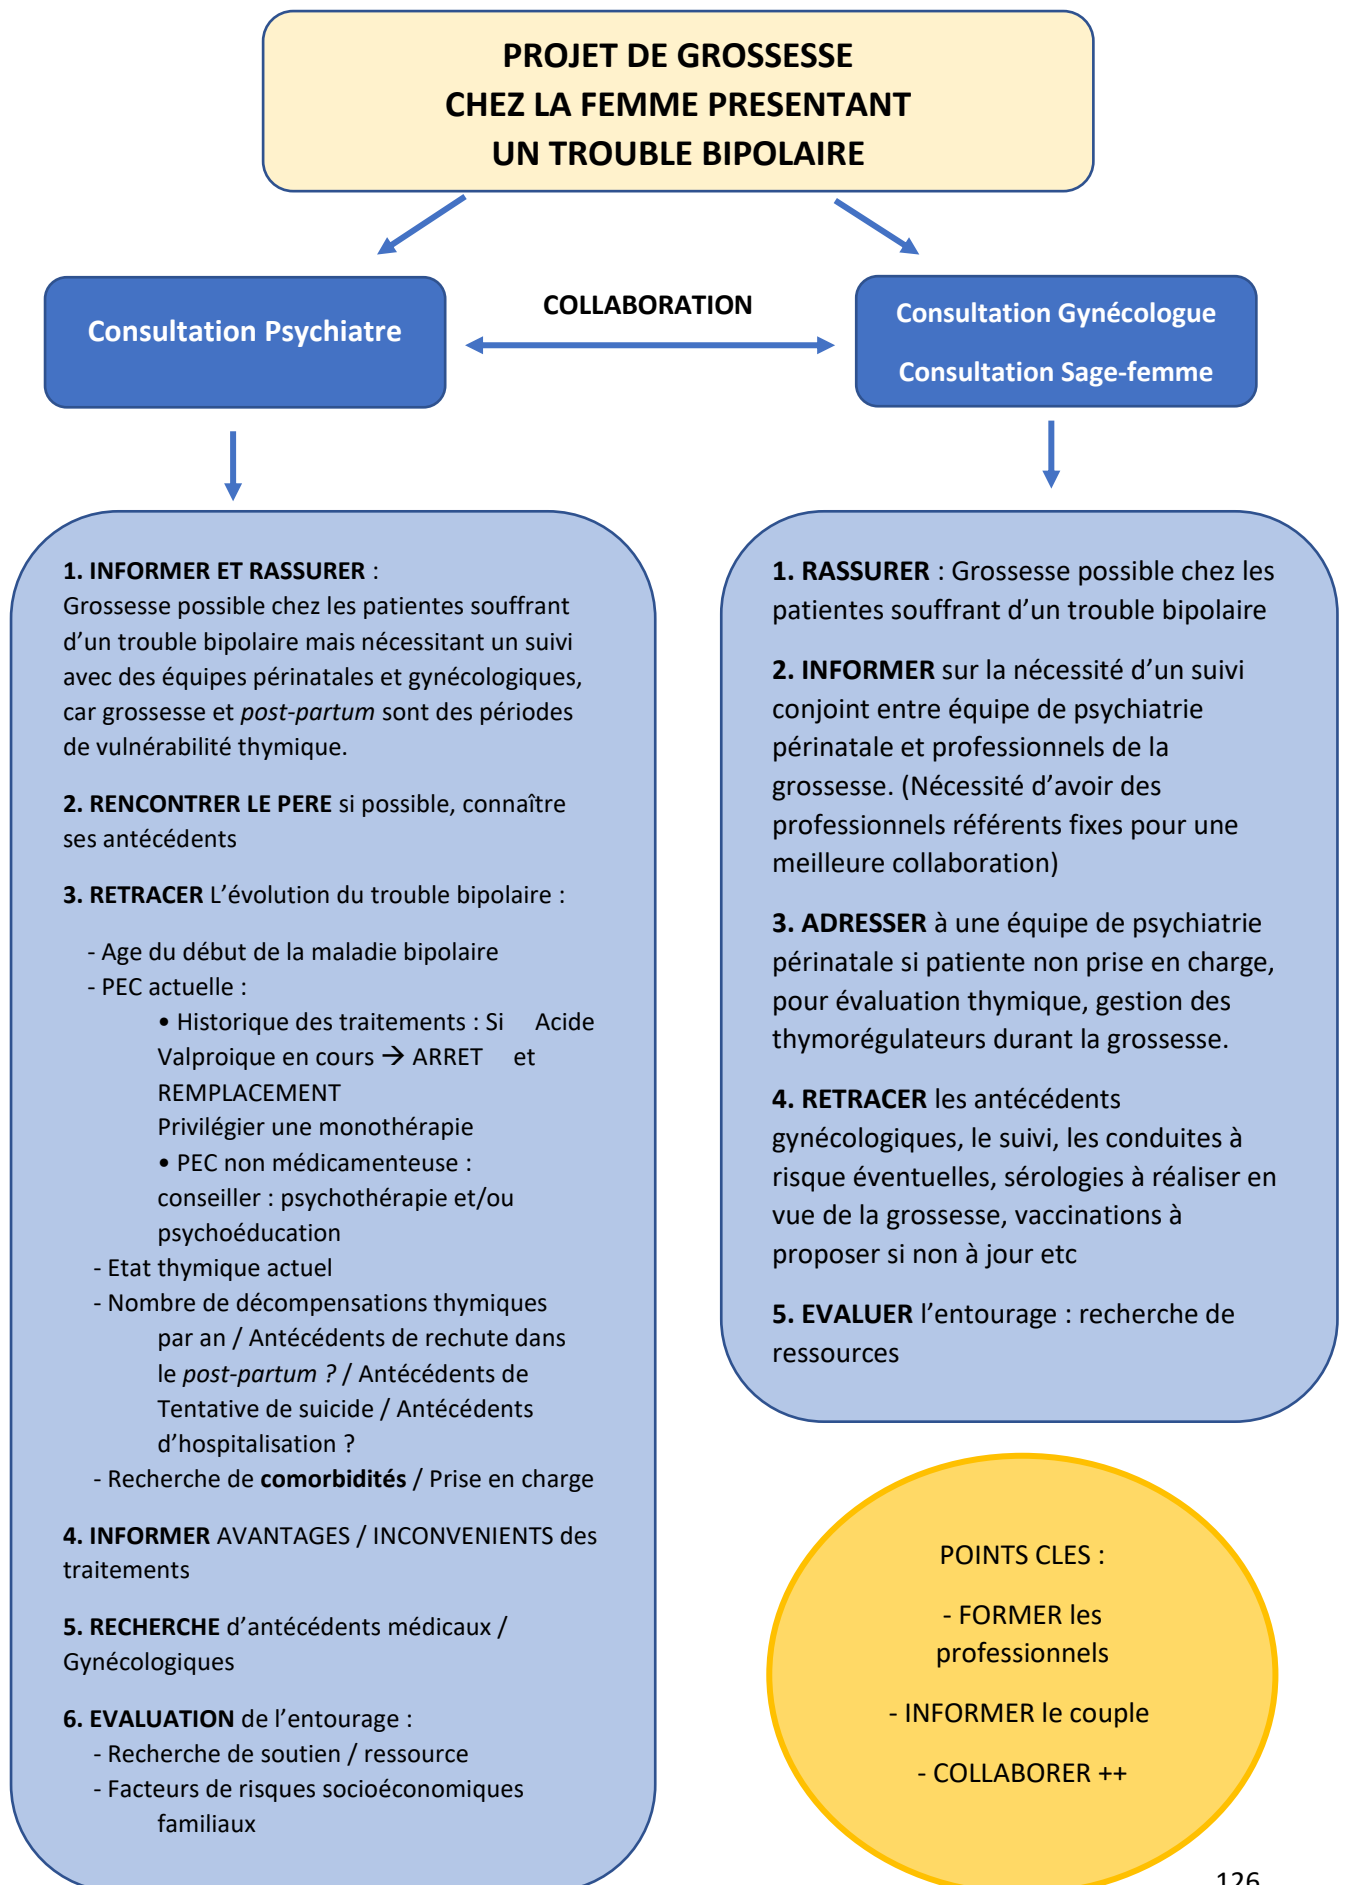 PROJET DE GROSSESSE
CHEZ LA FEMME PRESENTANT
UN TROUBLE BIPOLAIRE
Consultation Psychiatre
COLLABORATION
Consultation Gynécologue
Consultation Sage-femme
1. INFORMER ET RASSURER :
Grossesse possible chez les patientes souffrant
d’un trouble bipolaire mais nécessitant un suivi
avec des équipes périnatales et gynécologiques,
car grossesse et post-partum sont des périodes
de vulnérabilité thymique.
2. RENCONTRER LE PERE si possible, connaître
ses antécédents
3. RETRACER L’évolution du trouble bipolaire :
- Age du début de la maladie bipolaire
- PEC actuelle :
• Historique des traitements : Si Acide
Valproique en cours → ARRET et
REMPLACEMENT
Privilégier une monothérapie
• PEC non médicamenteuse :
conseiller : psychothérapie et/ou
psychoéducation
- Etat thymique actuel
- Nombre de décompensations thymiques
par an / Antécédents de rechute dans
le post-partum ? / Antécédents de
Tentative de suicide / Antécédents
d’hospitalisation ?
- Recherche de comorbidités / Prise en charge
4. INFORMER AVANTAGES / INCONVENIENTS des
traitements
5. RECHERCHE d’antécédents médicaux /
Gynécologiques
6. EVALUATION de l’entourage :
- Recherche de soutien / ressource
- Facteurs de risques socioéconomiques
familiaux
1. RASSURER : Grossesse possible chez les
patientes souffrant d’un trouble bipolaire
2. INFORMER sur la nécessité d’un suivi
conjoint entre équipe de psychiatrie
périnatale et professionnels de la
grossesse. (Nécessité d’avoir des
professionnels référents fixes pour une
meilleure collaboration)
3. ADRESSER à une équipe de psychiatrie
périnatale si patiente non prise en charge,
pour évaluation thymique, gestion des
thymorégulateurs durant la grossesse.
4. RETRACER les antécédents
gynécologiques, le suivi, les conduites à
risque éventuelles, sérologies à réaliser en
vue de la grossesse, vaccinations à
proposer si non à jour etc
5. EVALUER l’entourage : recherche de
ressources
POINTS CLES :
- FORMER les
professionnels
- INFORMER le couple
- COLLABORER ++
126